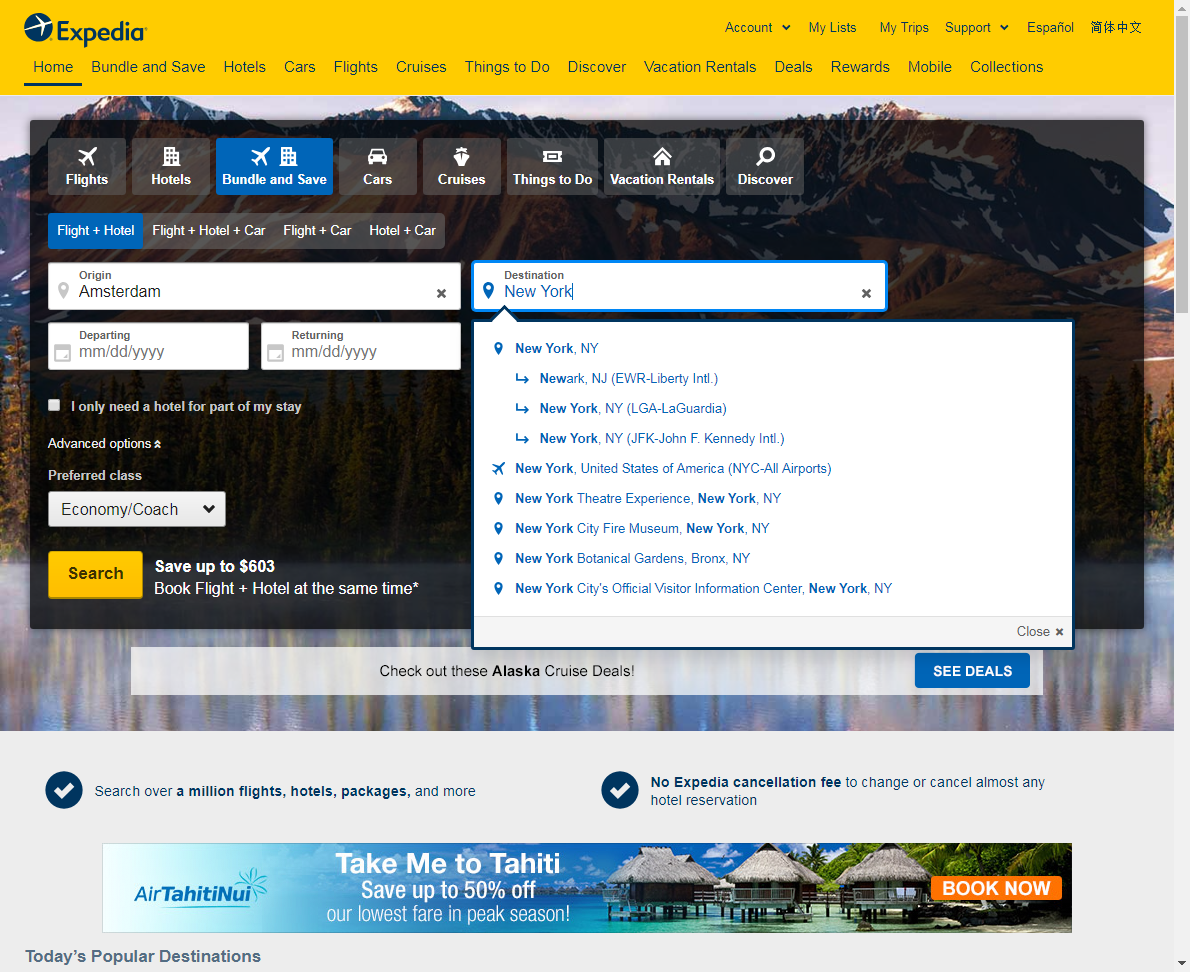 Expedia
Account My Lists My Trips Support Español 简体中文
Home Bundle and Save Hotels Cars Flights Cruises Things to Do Discover Vacation Rentals Deals Rewards Mobile Collections
Flights Hotels Bundle and Save Cars Cruises Things to Do Vacation Rentals Discover
Flight + Hotel Flight + Hotel + Car Flight + Car Hotel + Car
Origin
Amsterdam
Destination
New York
Departing
mm/dd/yyyy
Returning
mm/dd/yyyy
I only need a hotel for part of my stay
Advanced options
Preferred class
Economy/Coach
Search
Save up to $603
Book Flight + Hotel at the same time*
New York, NY
Newark, NJ (EWR-Liberty Intl.)
New York, NY (LGA-LaGuardia)
New York, NY (JFK-John F. Kennedy Intl.)
New York, United States of America (NYC-All Airports)
New York Theatre Experience, New York, NY
New York City Fire Museum, New York, NY
New York Botanical Gardens, Bronx, NY
New York City's Official Visitor Information Center, New York, NY
Close
Check out these Alaska Cruise Deals!
SEE DEALS
Search over a million flights, hotels, packages, and more
No Expedia cancellation fee to change or cancel almost any
hotel reservation
AirTahitiNui
Take Me to Tahiti
Save up to 50% off
our lowest fare in peak season!
BOOK NOW
Today's Popular Destinations